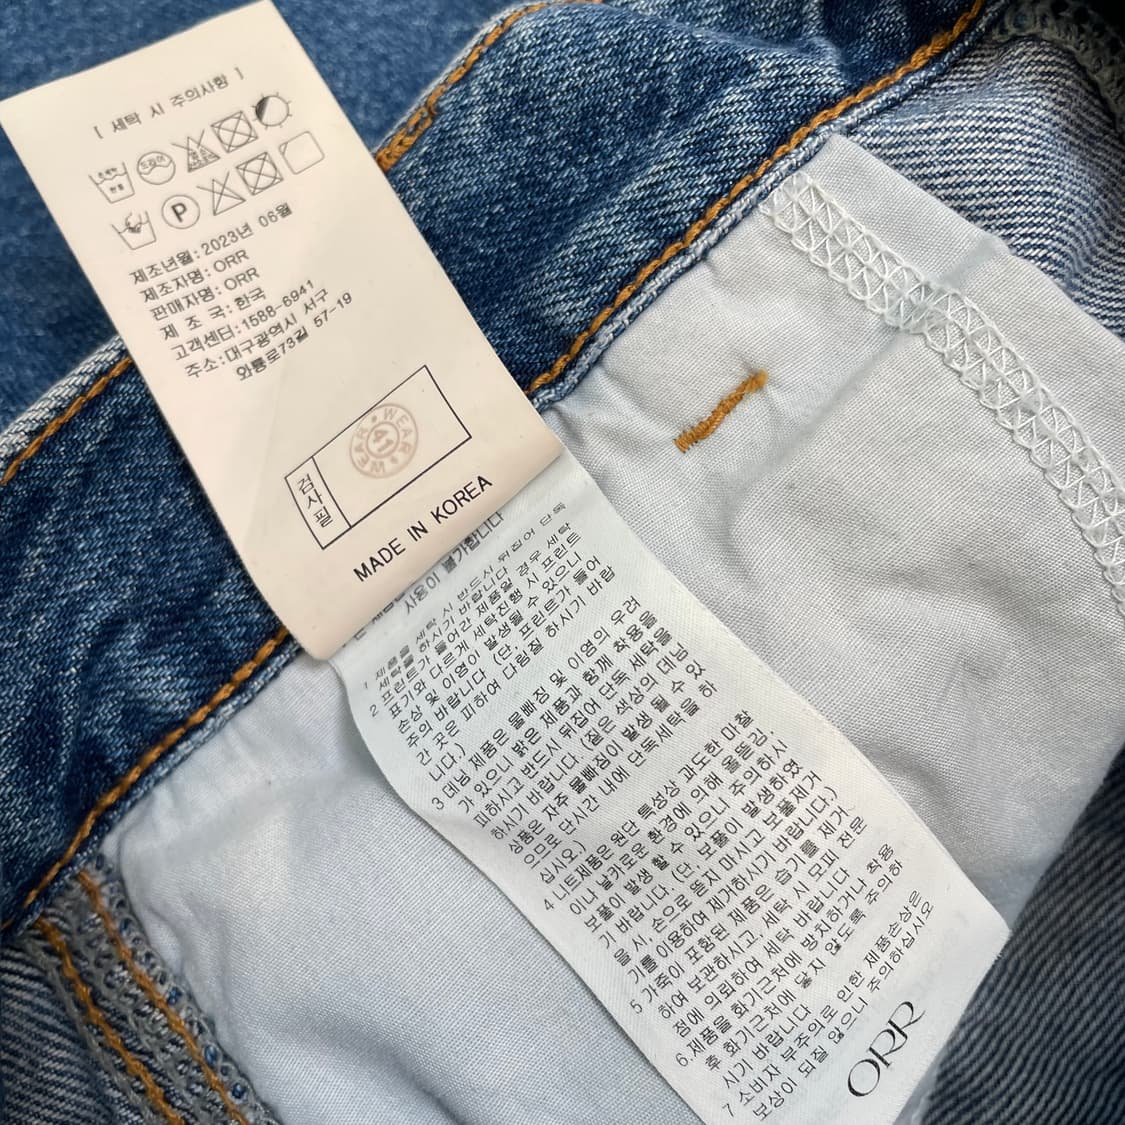 [ 세탁 시 주의사항 ]
드라이
P
제조년월:2023년 06월
제조자명:ORR
판매자명:ORR
제 조 국:한국
고객센터:1588-6941
주소:대구광역시 서구
와룡로73길 57-19
검사필
WEAR
411
WEAR
MADE IN KOREA
사용이 불가합니다
1 제품을 세탁 시 반드시 뒤집어 단독
세탁을 하시기 바랍니다
2 프린트가 들어간 제품일 경우 세탁
표기와 다르게 세탁진행 시 프린트
손상 및 이염이 발생될 수 있으니
주의 바랍니다 (단, 프린트가 들어
간 곳은 피하여 다림질 하시기 바랍
니다.)
3 데님 제품은 물빠짐 및 이염의 우려
가 있으니 밝은 제품과 함께 착용을
피하시고 반드시 뒤집어 단독 세탁을
하시기 바랍니다 (짙은 색상의 데님
상품은 자주 물빠짐이 발생 될 수 있
으므로 단시간 내에 단독세탁을 하
십시오)
4 니트제품은 원단 특성상 과도한 마찰
이나 날카로운 환경에 의해 올뜯김,
보풀이 발생 할 수 있으니 주의하시
기 바랍니다. (단, 보풀이 발생하였
을 시, 손으로 뜯지 마시고 보풀제거
기를 이용하여 제거하시기 바랍니다.)
5 가죽이 포함된 제품은 습기를 제거
하여 보관하시고, 세탁 시 모피 전문
점에 의뢰하여 세탁 바랍니다
6.제품을 화기근처에 방치하거나 착용
후 화기근처에 닿지 않도록 주의하
시기 바랍니다
7 소비자 부주의로 인한 제품손상은
보상이 되질 않으니 주의하십시오
ORR